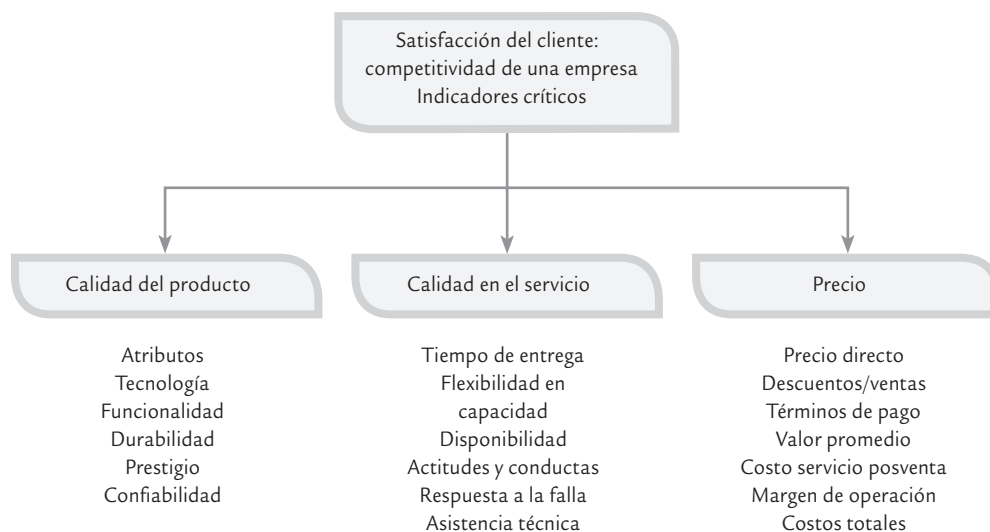 Satisfacción del cliente:
competitividad de una empresa
Indicadores críticos
Calidad del producto
Atributos
Tecnología
Funcionalidad
Durabilidad
Prestigio
Confiabilidad
Calidad en el servicio
Tiempo de entrega
Flexibilidad en
capacidad
Disponibilidad
Actitudes y conductas
Respuesta a la falla
Asistencia técnica
Precio
Precio directo
Descuentos/ventas
Términos de pago
Valor promedio
Costo servicio posventa
Margen de operación
Costos totales